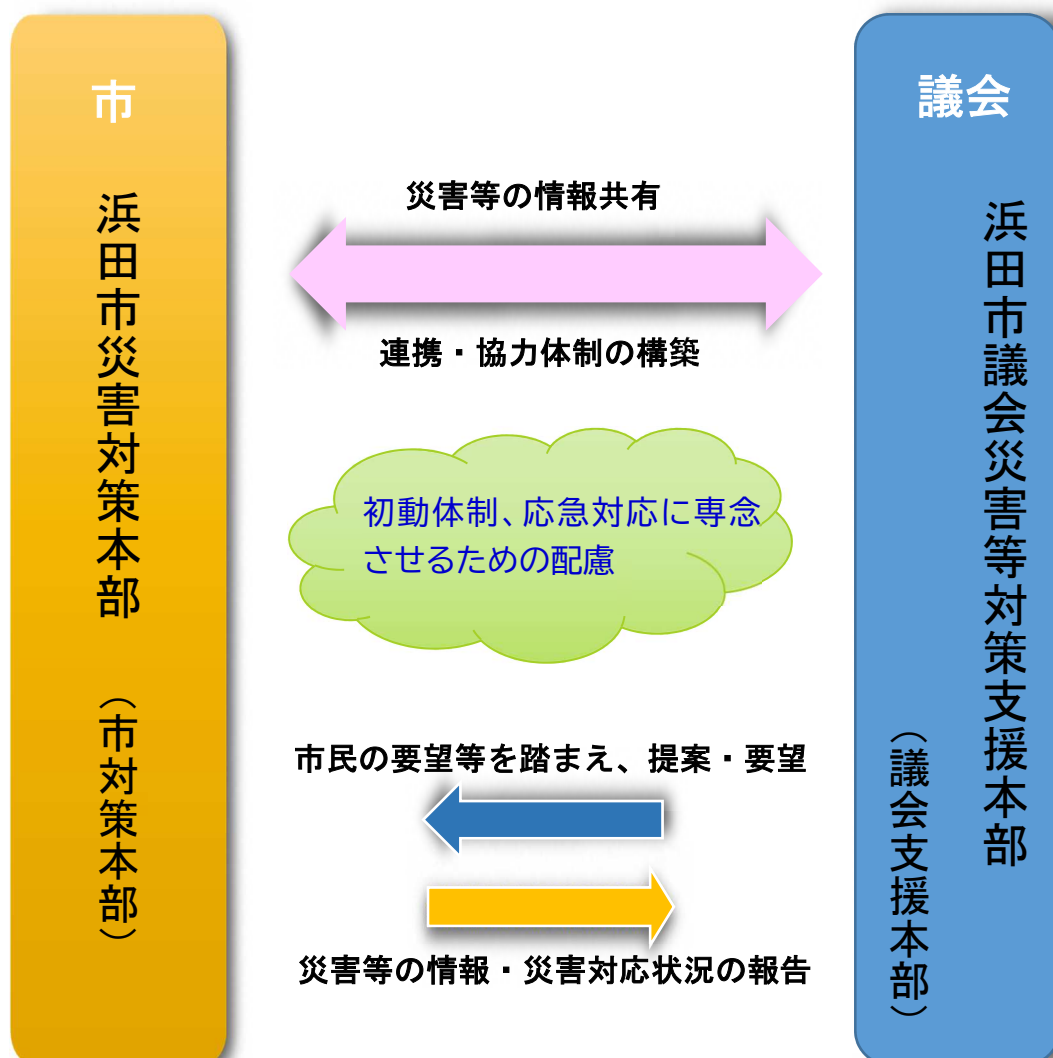 市
浜田市災害対策本部
（市対策本部）
災害等の情報共有
連携・協力体制の構築
初動体制、応急対応に専念
させるための配慮
市民の要望等を踏まえ、提案・要望
災害等の情報・災害対応状況の報告
議会
浜田市議会災害等対策支援本部
（議会支援本部）